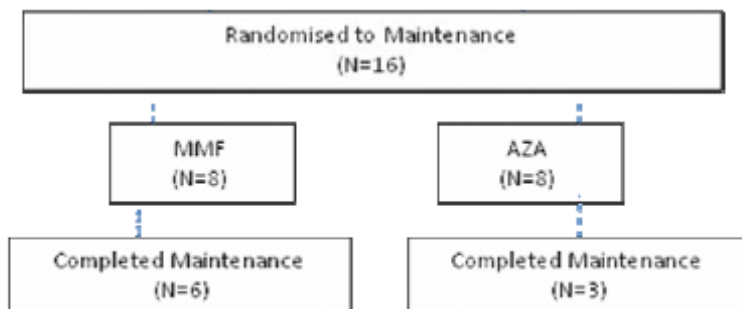 Randomised to Maintenance
(N=16)
MMF
(N=8)
AZA
(N=8)
Completed Maintenance
(N=6)
Completed Maintenance
(N=3)